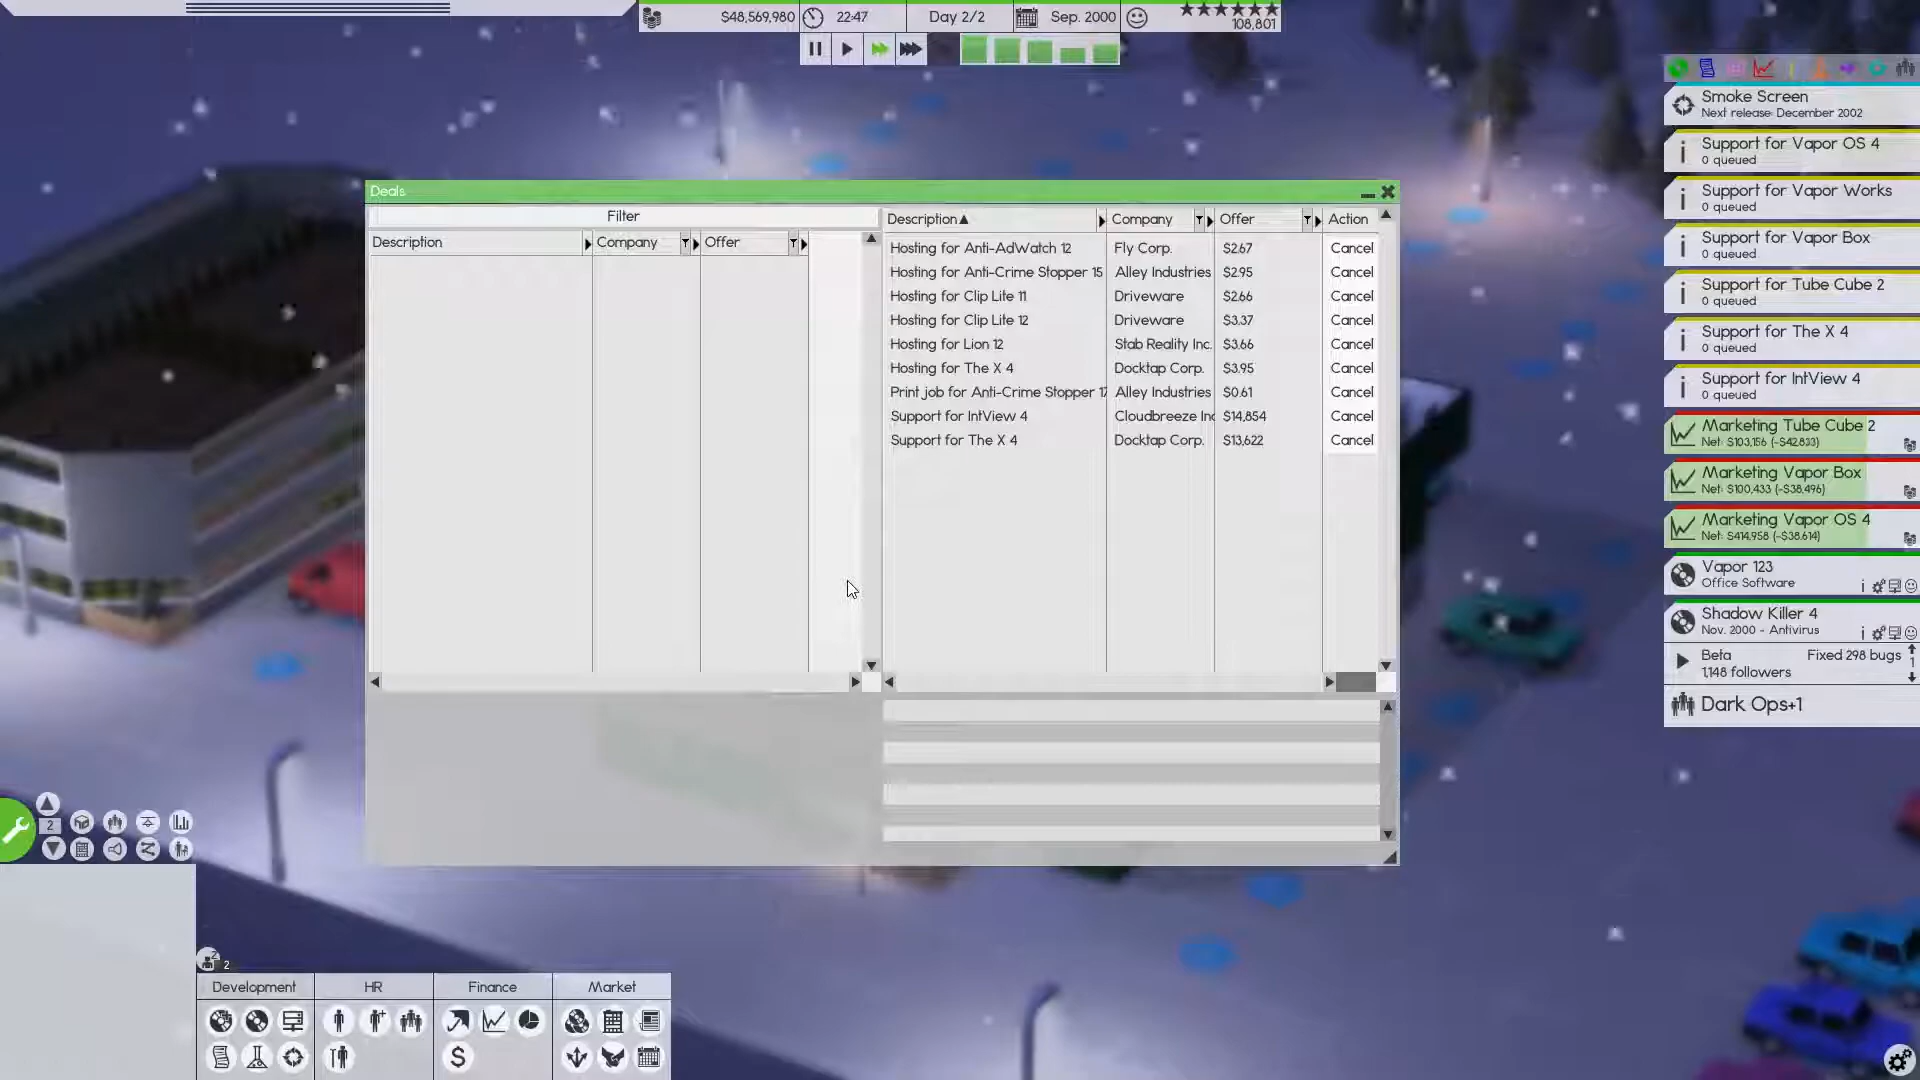 $48,569,980
22:47
Day 2/2
Sep. 2000
108,801
Deals
Filter
Description Company Offer
Description Company Offer Action
Hosting for Anti-AdWatch 12 Fly Corp. $2.67 Cancel
Hosting for Anti-Crime Stopper 15 Alley Industries $2.95 Cancel
Hosting for Clip Lite 11 Driveware $2.66 Cancel
Hosting for Clip Lite 12 Driveware $3.37 Cancel
Hosting for Lion 12 Stab Reality Inc. $3.66 Cancel
Hosting for The X 4 Docktap Corp. $3.95 Cancel
Print job for Anti-Crime Stopper 17 Alley Industries $0.61 Cancel
Support for IntView 4 Cloudbreeze Inc $14,854 Cancel
Support for The X 4 Docktap Corp. $13,622 Cancel
Smoke Screen
Next release: December 2002
Support for Vapor OS 4
0 queued
Support for Vapor Works
0 queued
Support for Vapor Box
0 queued
Support for Tube Cube 2
0 queued
Support for The X 4
0 queued
Support for IntView 4
0 queued
Marketing Tube Cube 2
Net: $103,156 (-$42,833)
Marketing Vapor Box
Net: $100,433 (-$38,496)
Marketing Vapor OS 4
Net: $414,958 (-$38,614)
Vapor 123
Office Software
Shadow Killer 4
Nov. 2000 - Antivirus
Beta Fixed 298 bugs
1,148 followers
1
Dark Ops+1
2
2
2
Development HR Finance Market